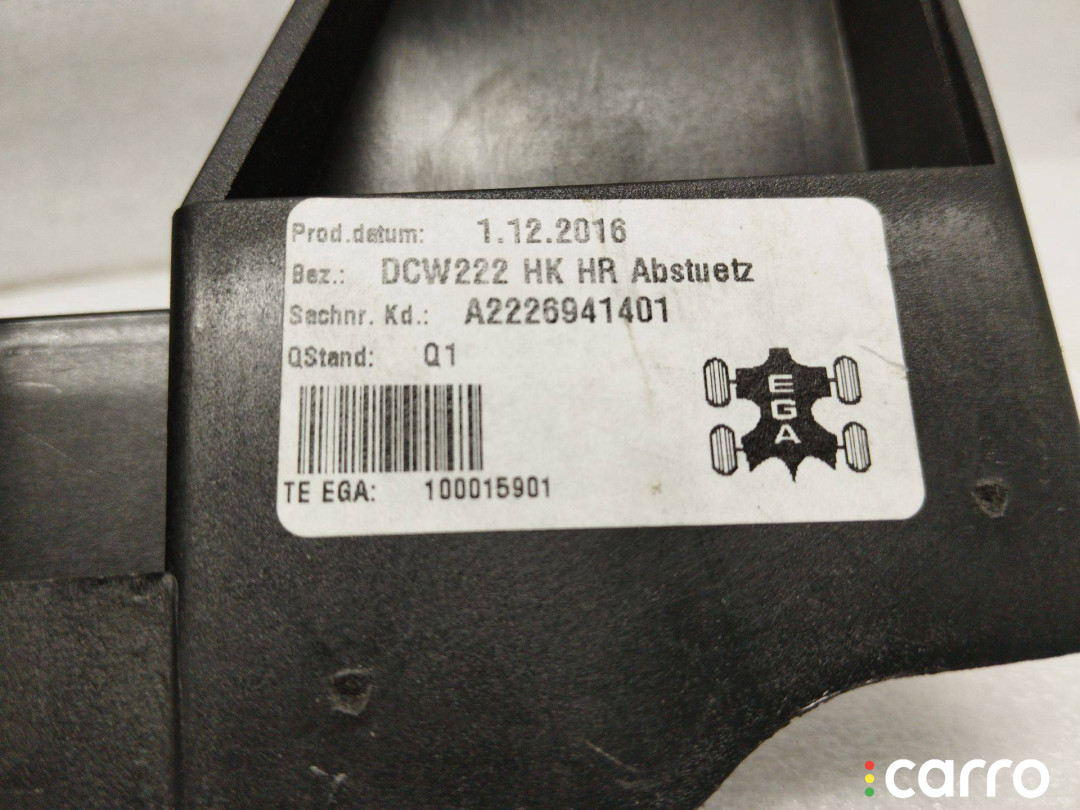 Prod.datum: 1.12.2016
Bez.: DCW222 HK HR Abstuetz
Sachnr. Kd.: A2226941401
QStand: Q1
EGA
TE EGA: 100015901
carro